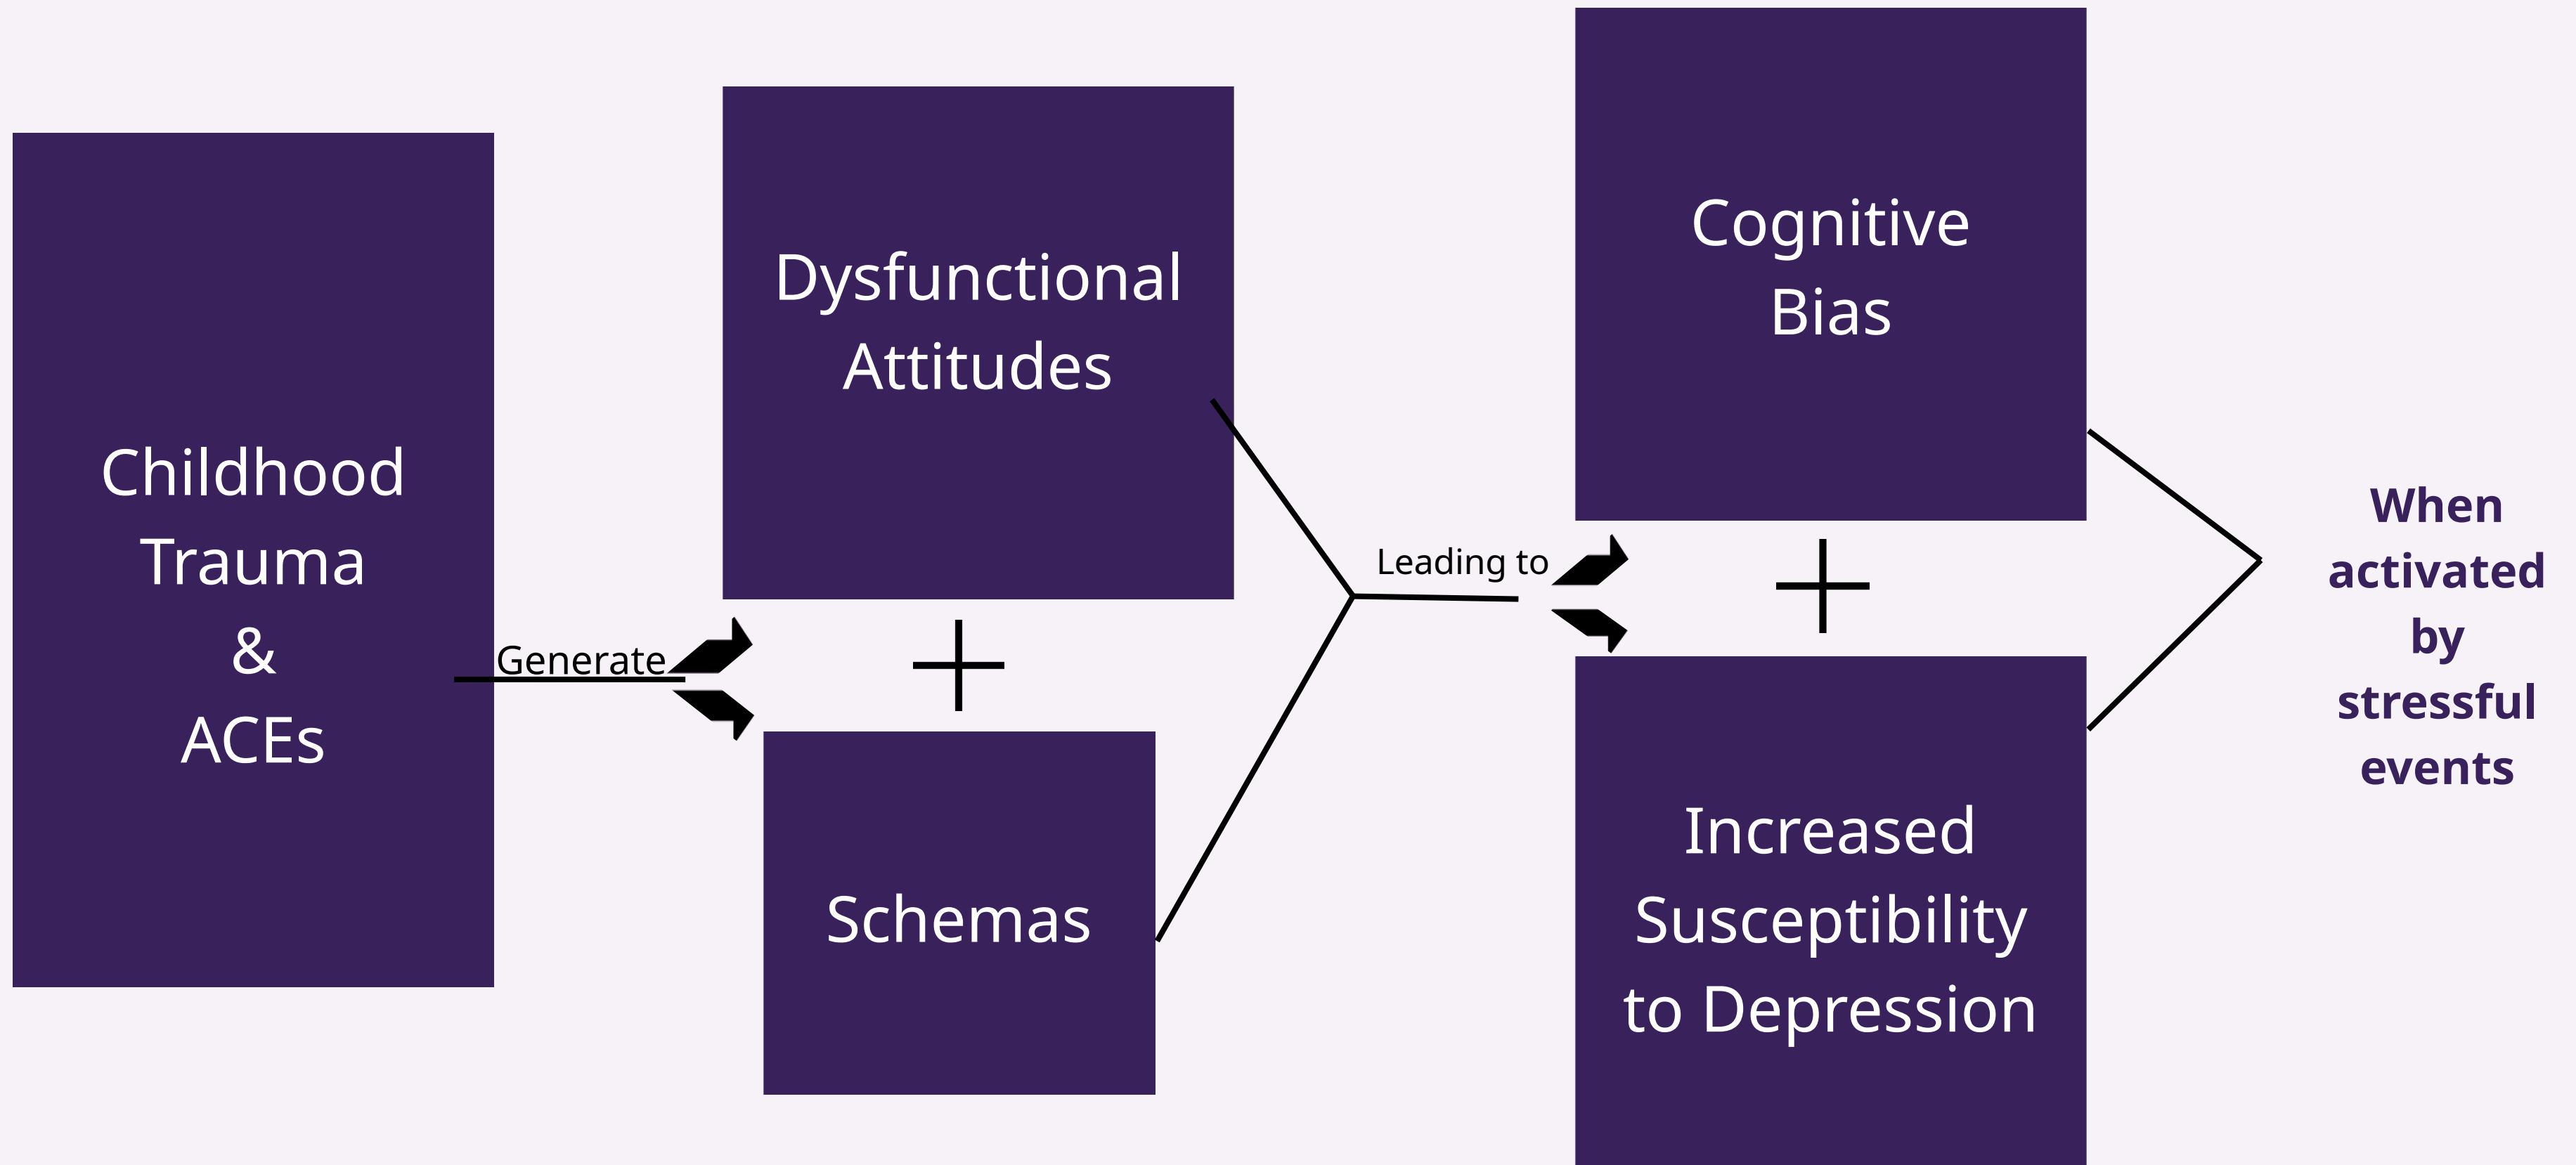 Childhood
Trauma
&
ACEs
Generate
Dysfunctional
Attitudes
Schemas
Leading to
Cognitive
Bias
Increased
Susceptibility
to Depression
When
activated
by
stressful
events